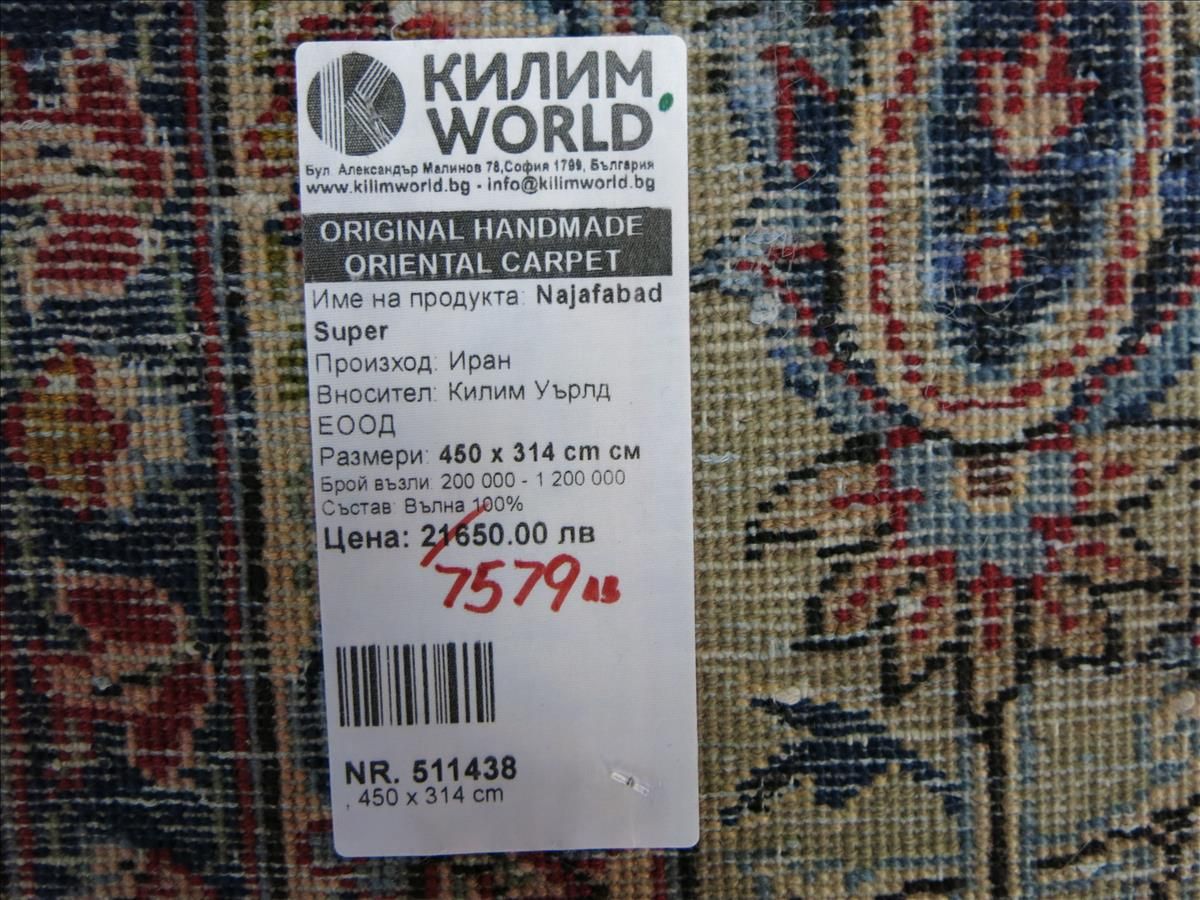 КИЛИМ
WORLD
Бул. Александър Малинов 78,София 1799, България
www.kilimworld.bg - info@kilimworld.bg
ORIGINAL HANDMADE
ORIENTAL CARPET
Име на продукта: Najafabad
Super
Произход: Иран
Вносител: Килим Уърлд
ЕООД
Размери: 450 x 314 cm см
Брой възли: 200 000 - 1 200 000
Състав: Вълна 100%
Цена: 21650.00 лв
7579 лв
NR. 511438
, 450 x 314 cm